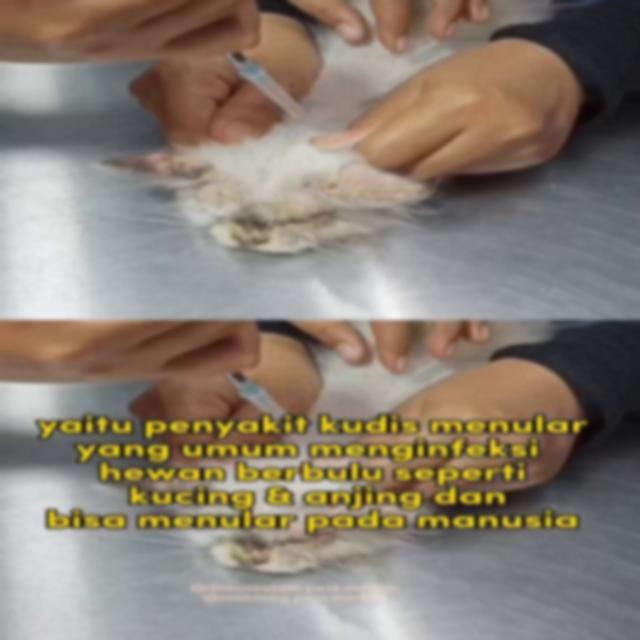 yaitu penyakit kudis menular
yang umum menginfeksi
hewan berbulu seperti
kucing & anjing dan
bisa menular pada manusia